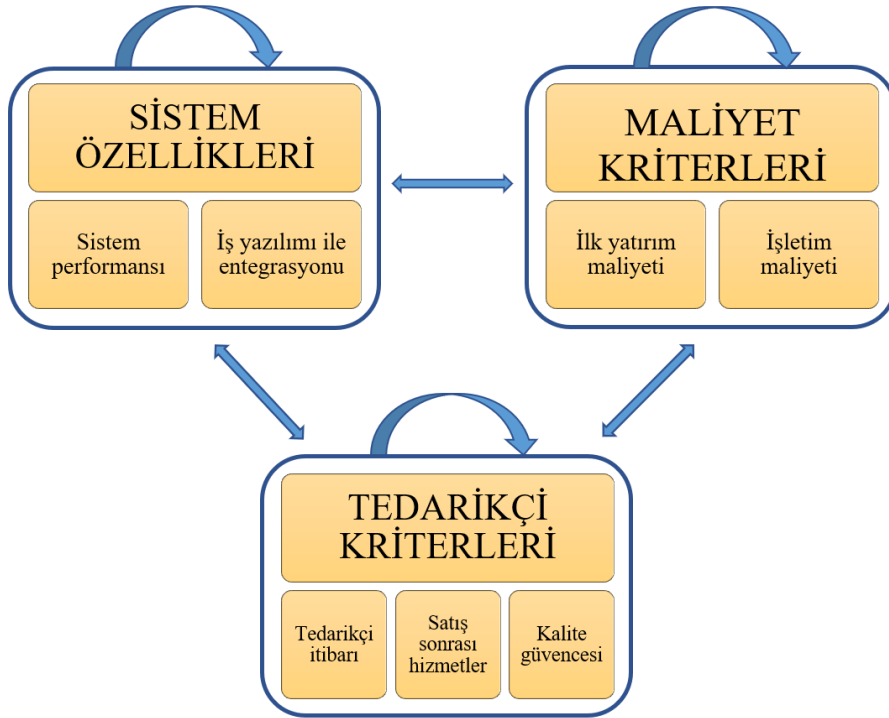 SİSTEM
ÖZELLİKLERİ
Sistem
performansı
İş yazılımı ile
entegrasyonu
MALİYET
KRİTERLERİ
İlk yatırım
maliyeti
İşletim
maliyeti
TEDARİKÇİ
KRİTERLERİ
Tedarikçi
itibarı
Satış
sonrası
hizmetler
Kalite
güvencesi